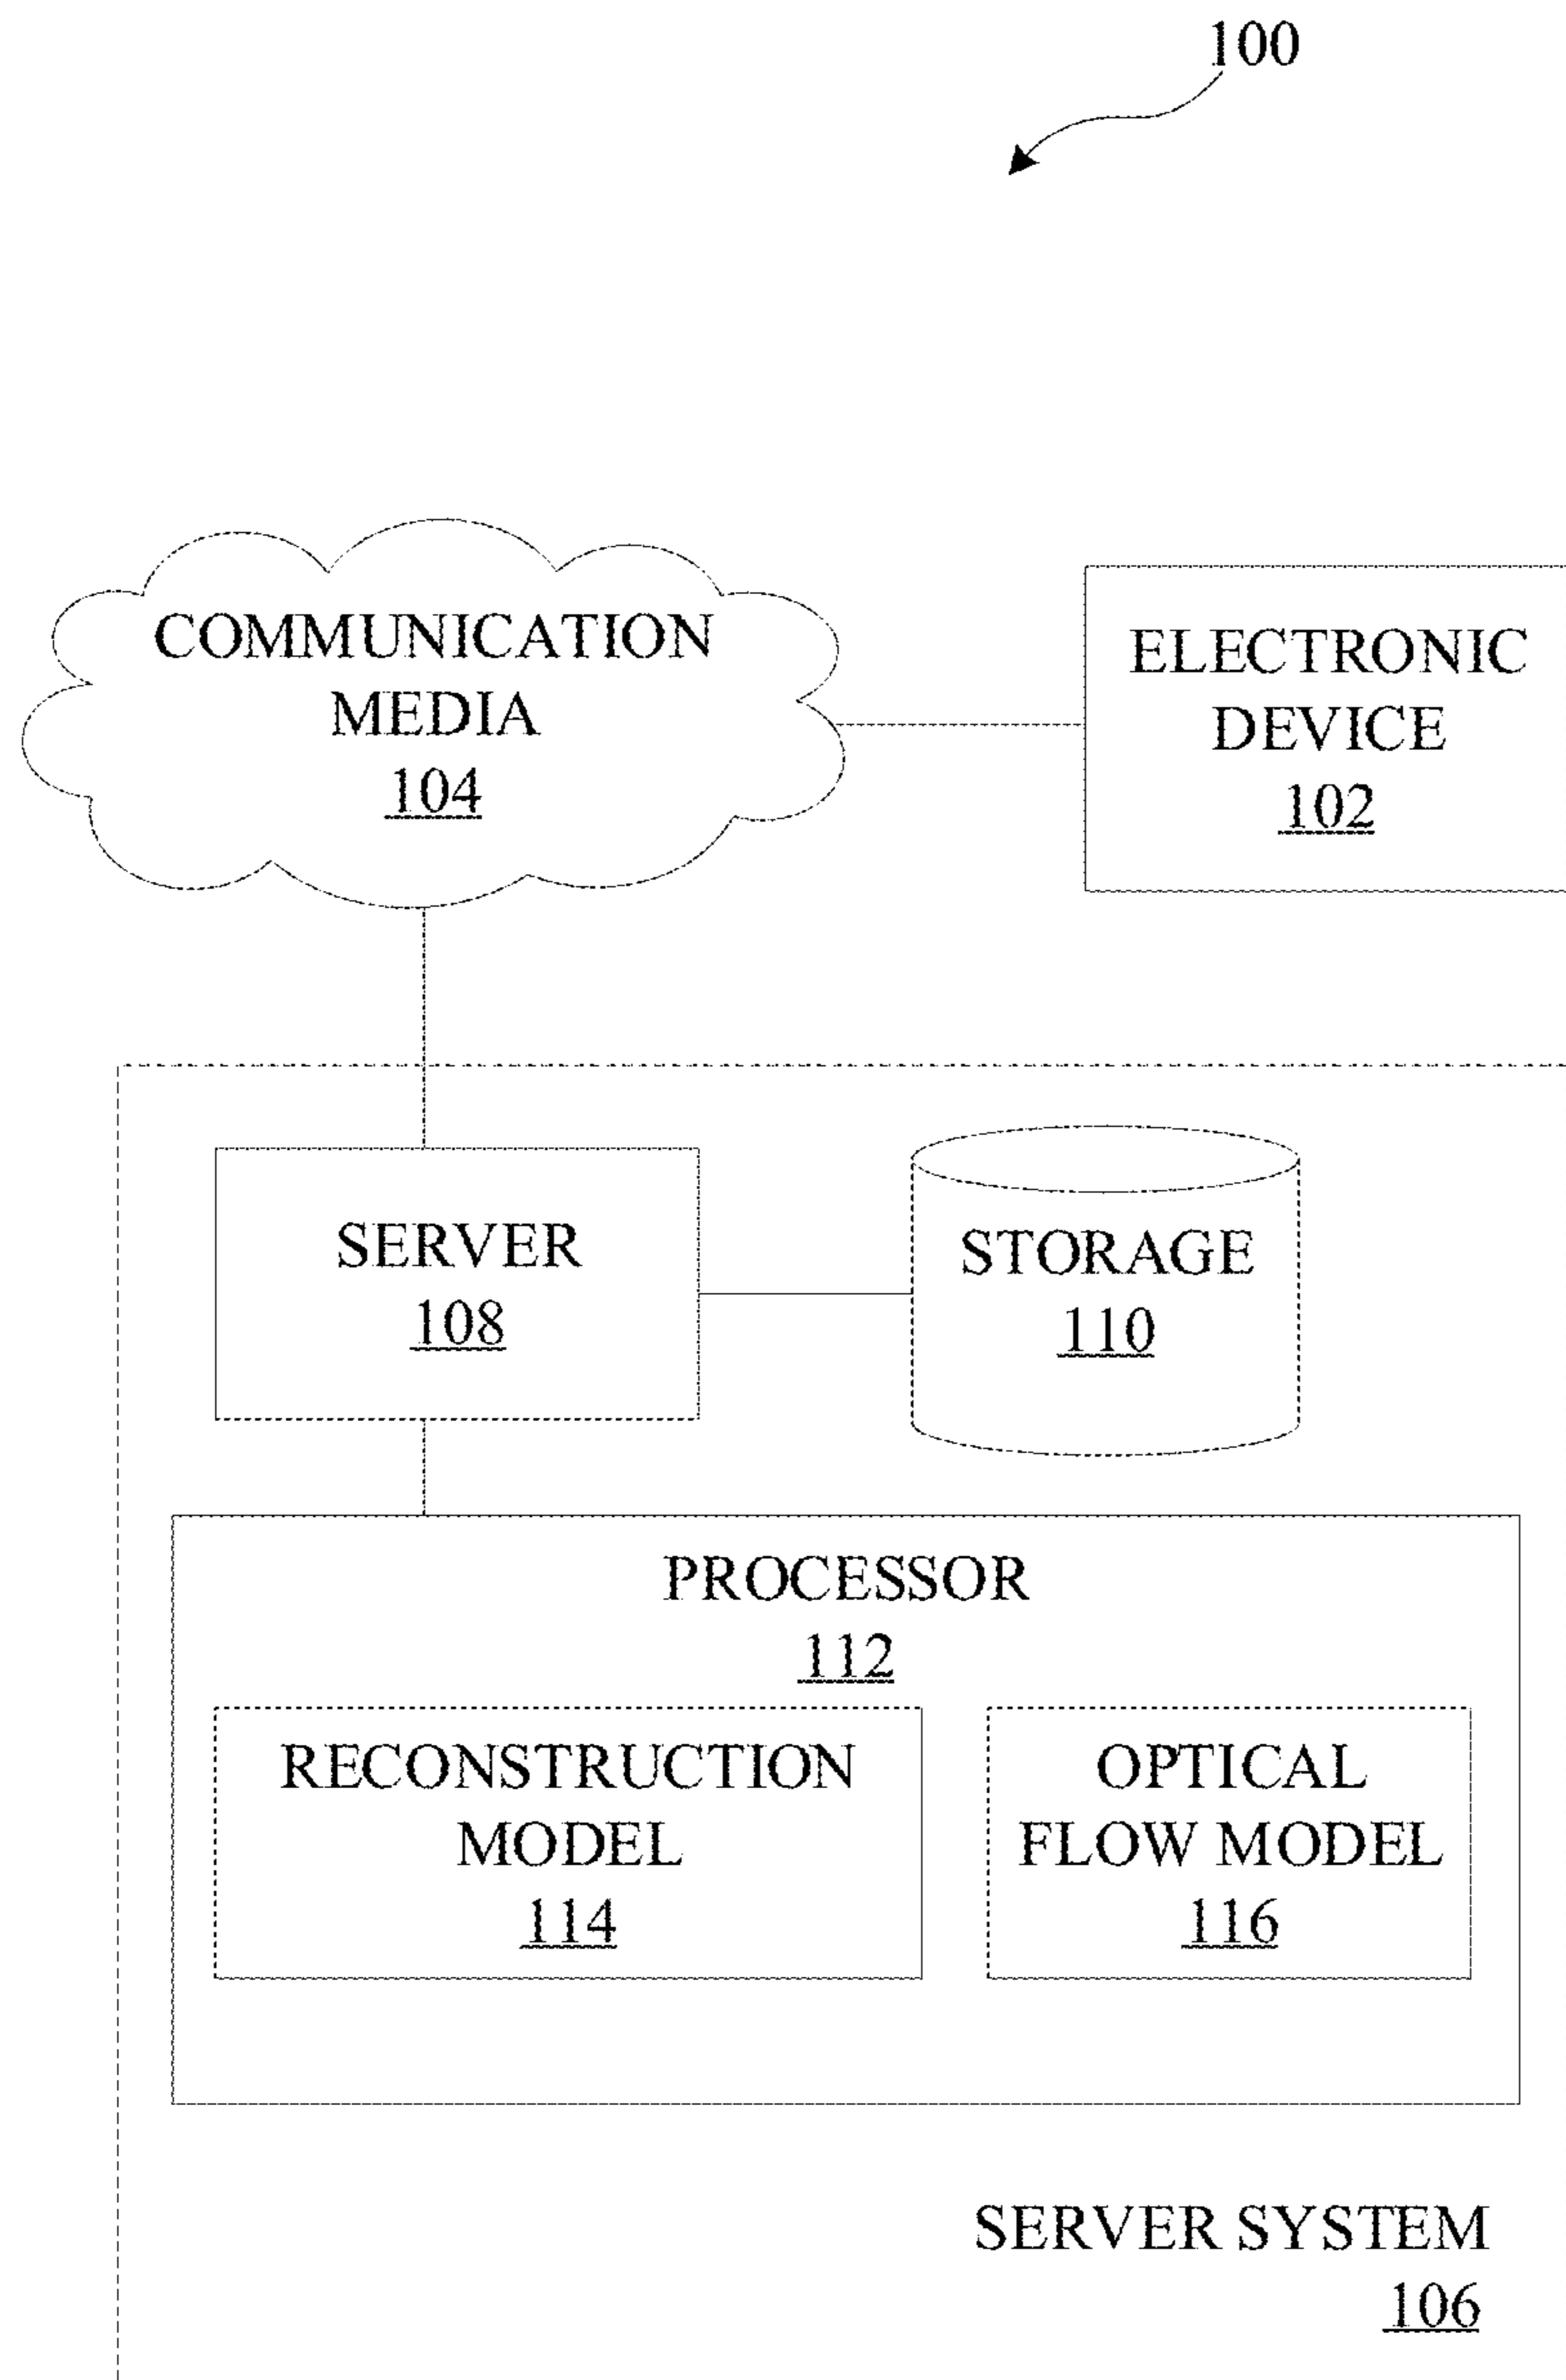 100
COMMUNICATION
MEDIA
104
ELECTRONIC
DEVICE
102
SERVER
108
STORAGE
110
PROCESSOR
112
RECONSTRUCTION
MODEL
114
OPTICAL
FLOW MODEL
116
SERVER SYSTEM
106